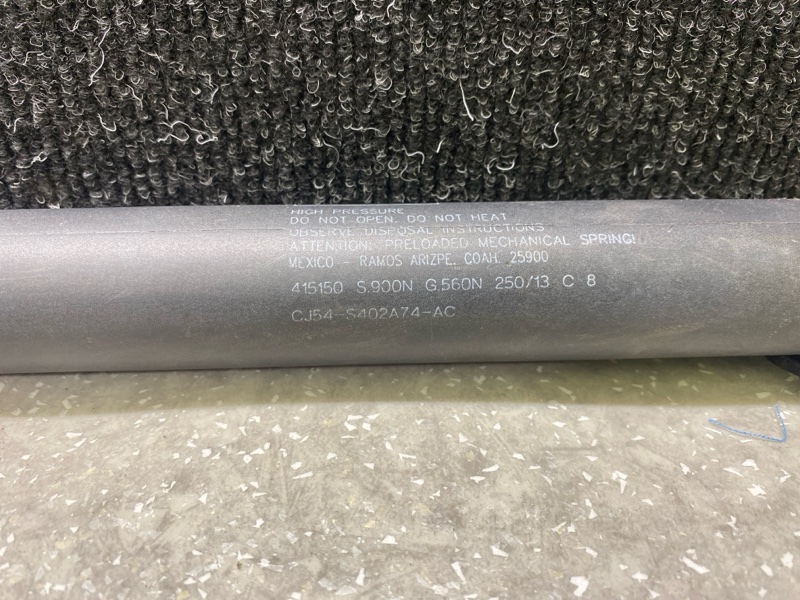 HIGH PRESSURE
DO NOT OPEN, DO NOT HEAT
OBSERVE DISPOSAL INSTRUCTIONS
ATTENTION: PRELOADED MECHANICAL SPRING!
MEXICO - RAMOS ARIZPE, COAH. 25900
415150 S.900N G.560N 250/13 C 8
CJ54-S402A74-AC